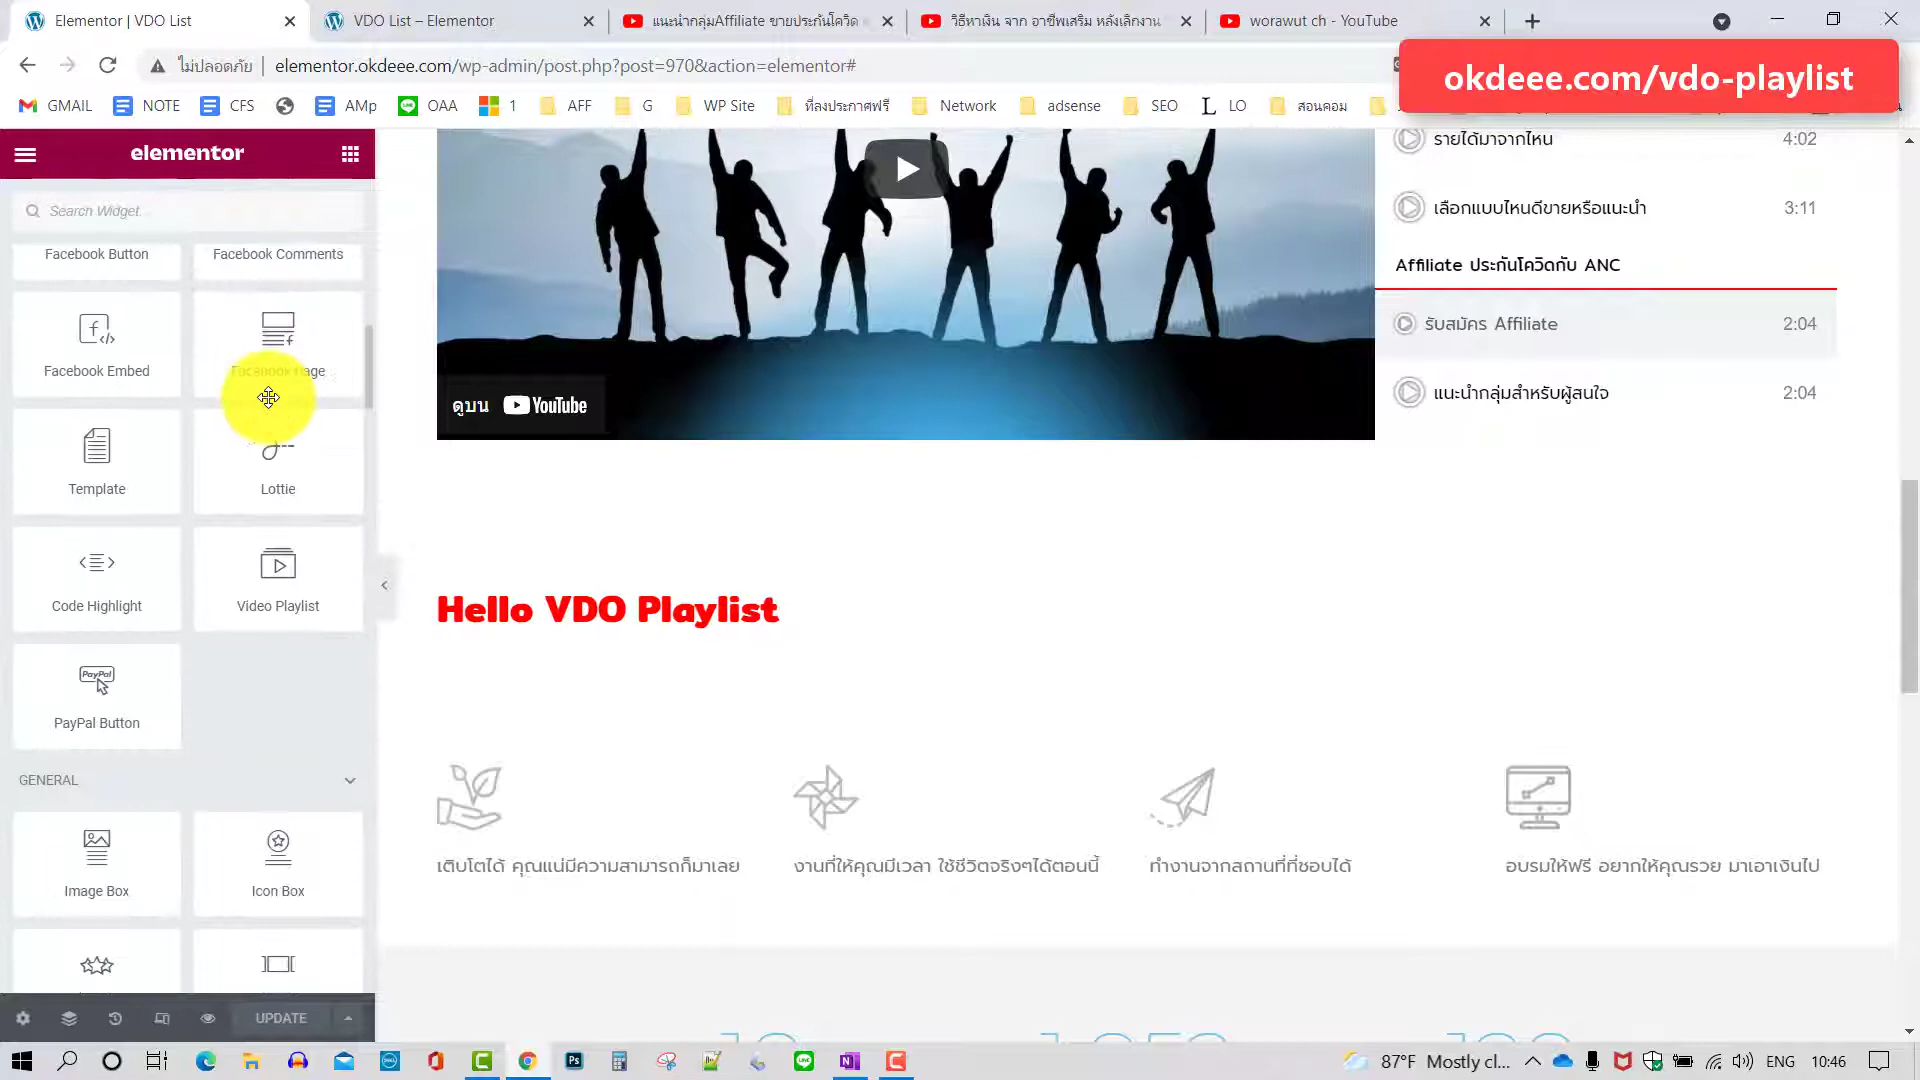 Elementor | VDO List
VDO List – Elementor
แนะนำกลุ่มAffiliate ขายประกันโควิด
วิธีหาเงิน จาก อาชีพเสริม หลังเลิกงาน
worawut ch - YouTube
ไม่ปลอดภัย
elementor.okdeee.com/wp-admin/post.php?post=970&action=elementor#
okdeee.com/vdo-playlist
GMAIL
NOTE
CFS
AMp
OAA
1
AFF
G
WP Site
ที่ลงประกาศฟรี
Network
adsense
SEO
LO
สอนคอม
elementor
Search Widget...
Facebook Button
Facebook Comments
Facebook Embed
Facebook Page
Template
Lottie
Code Highlight
Video Playlist
PayPal
PayPal Button
GENERAL
Image Box
Icon Box
UPDATE
ดูบน YouTube
รายได้มาจากไหน 4:02
เลือกแบบไหนดีขายหรือแนะนำ 3:11
Affiliate ประกันโควิดกับ ANC
รับสมัคร Affiliate 2:04
แนะนำกลุ่มสำหรับผู้สนใจ 2:04
Hello VDO Playlist
เติบโตได้ คุณแน่มีความสามารถก็มาเลย
งานที่ให้คุณมีเวลา ใช้ชีวิตจริงๆได้ตอนนี้
ทำงานจากสถานที่ที่ชอบได้
อบรมให้ฟรี อยากให้คุณรวย มาเอาเงินไป
87°F Mostly cl...
ENG
10:46